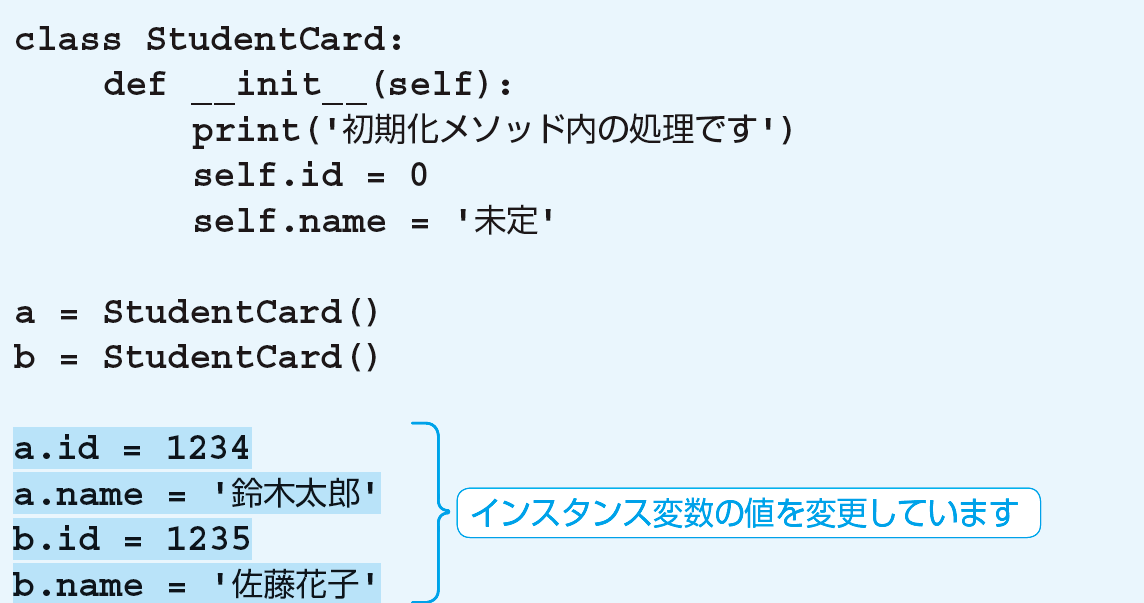 class StudentCard:
    def __init__(self):
        print('初期化メソッド内の処理です')
        self.id = 0
        self.name = '未定'

a = StudentCard()
b = StudentCard()

a.id = 1234
a.name = '鈴木太郎'
b.id = 1235
b.name = '佐藤花子'
インスタンス変数の値を変更しています